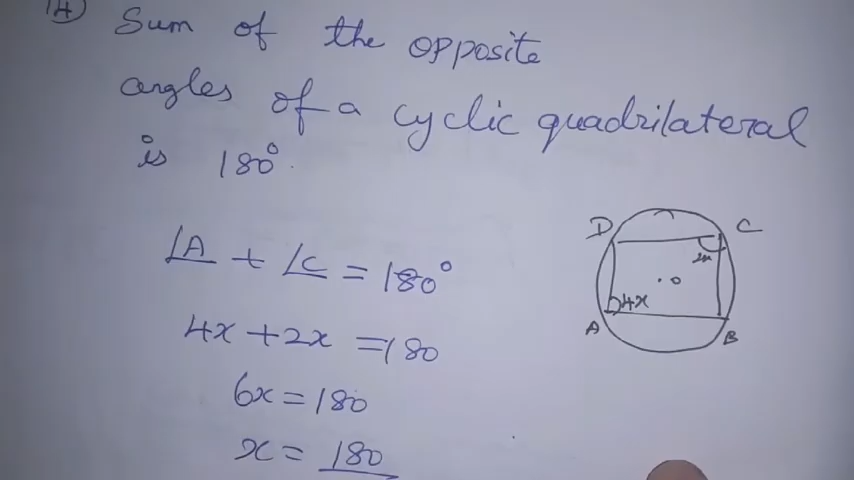 14)
Sum of the opposite
angles of a cyclic quadrilateral
is 180°.
∠A + ∠C = 180°
4x + 2x = 180
6x = 180
x = 180
D C
2x
o
4x
A B